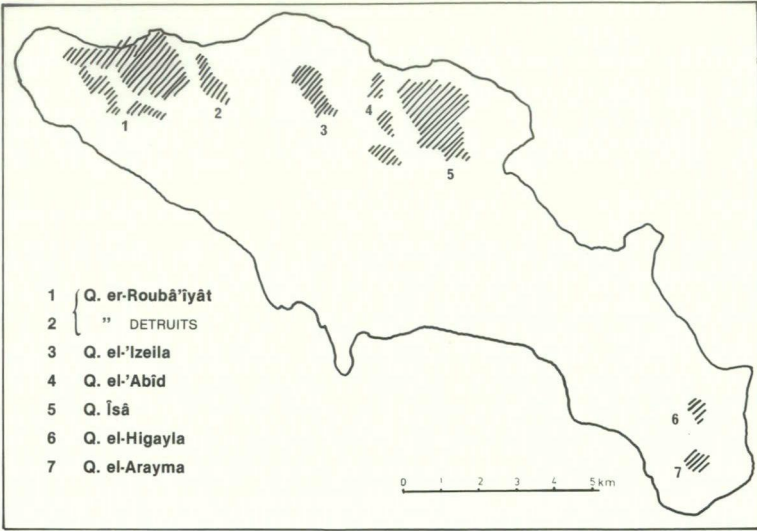 1
2
3
4
5
6
7
1 Q. er-Roubâ'îyât
2 " DETRUITS
3 Q. el-'Izeila
4 Q. el-'Abîd
5 Q. Îsâ
6 Q. el-Higayla
7 Q. el-Arayma
0 1 2 3 4 5 km